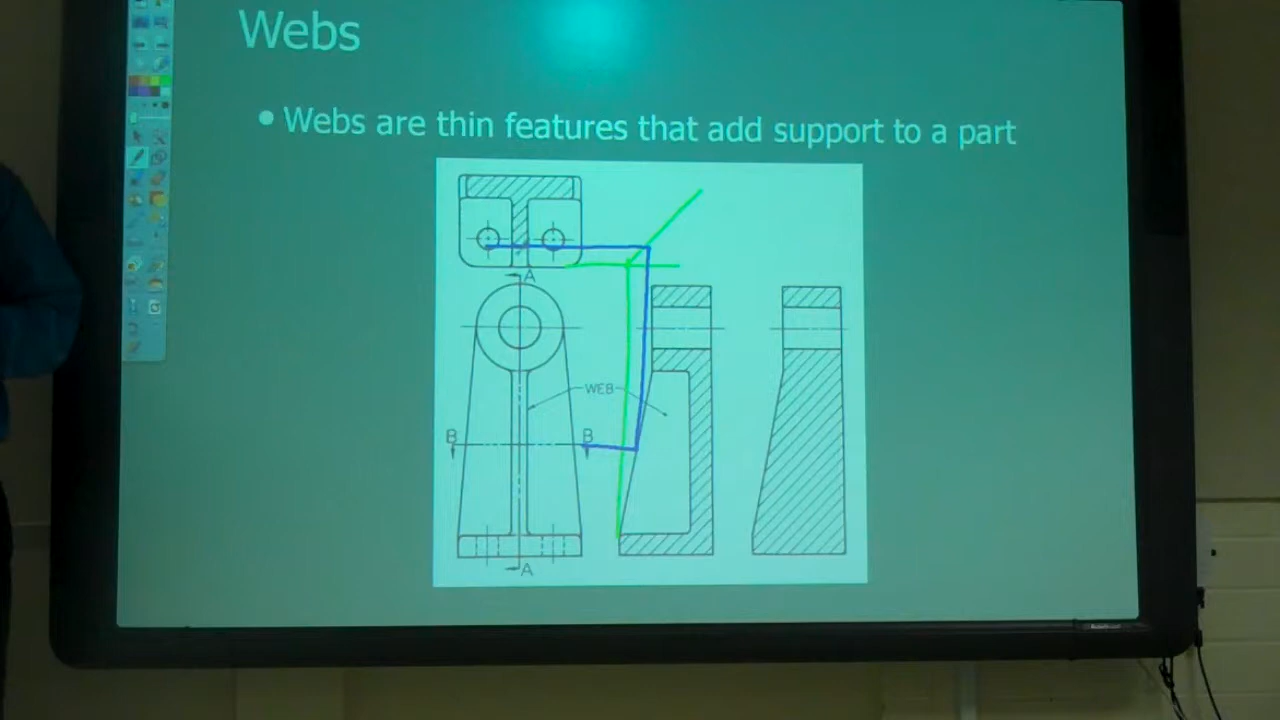 Webs
• Webs are thin features that add support to a part
A
WEB
B B
A